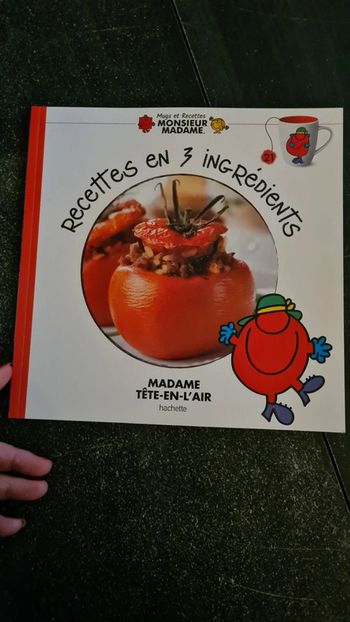 Mugs et Recettes
MONSIEUR
MADAME.
21
Recettes en 3 ingrédients
MADAME
TÊTE-EN-L'AIR
hachette